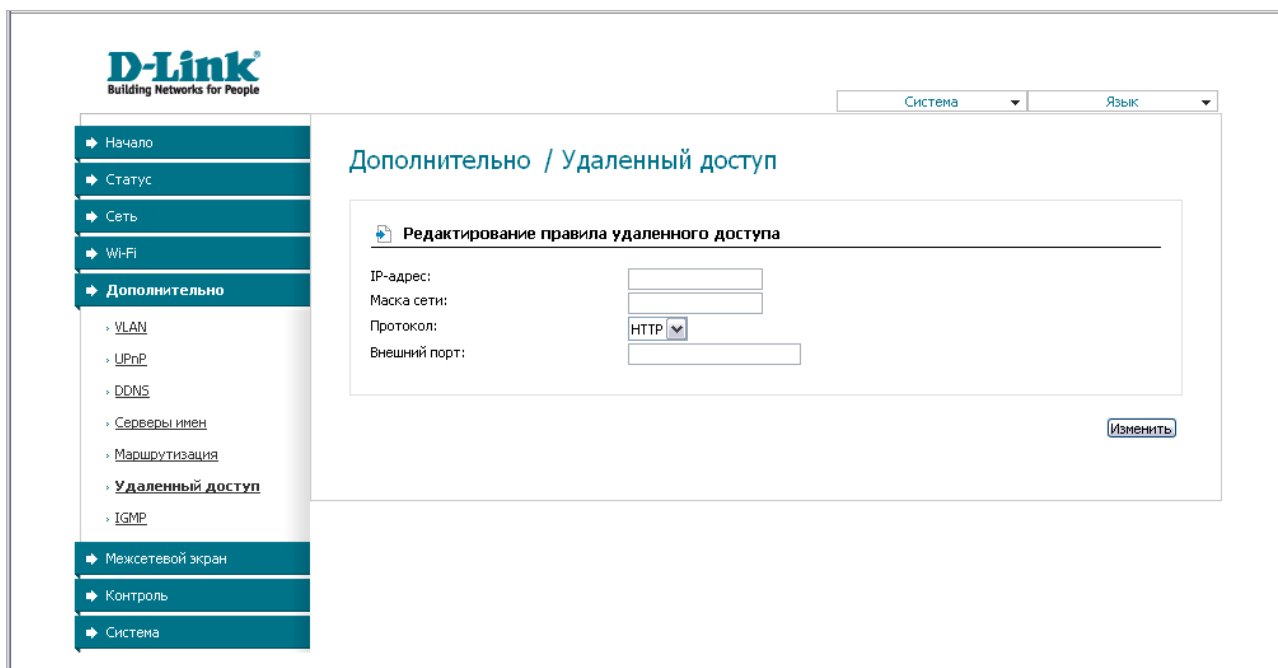 D-Link
Building Networks for People
Система
Язык
Начало
Статус
Сеть
Wi-Fi
Дополнительно
VLAN
UPnP
DDNS
Серверы имен
Маршрутизация
Удаленный доступ
IGMP
Межсетевой экран
Контроль
Система
Дополнительно / Удаленный доступ
Редактирование правила удаленного доступа
IP-адрес:
Маска сети:
Протокол: HTTP
Внешний порт:
Изменить